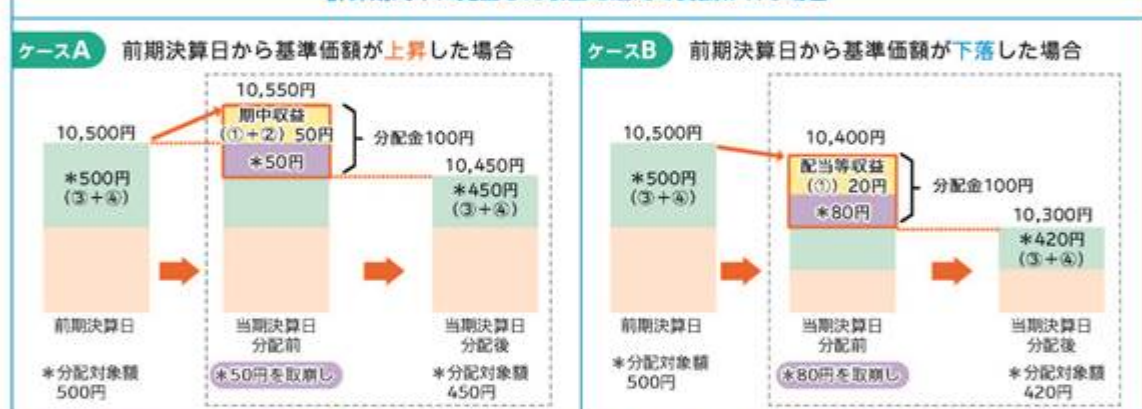 ケースA 前期決算日から基準価額が上昇した場合
10,550円
期中収益
(①+②) 50円
*50円
10,500円
*500円
(③+④)
分配金100円
10,450円
*450円
(③+④)
前期決算日
当期決算日
分配前
当期決算日
分配後
*分配対象額
500円
*50円を取崩し
*分配対象額
450円
ケースB 前期決算日から基準価額が下落した場合
10,500円
*500円
(③+④)
10,400円
配当等収益
(①) 20円
*80円
分配金100円
10,300円
*420円
(③+④)
前期決算日
当期決算日
分配前
当期決算日
分配後
*分配対象額
500円
*80円を取崩し
*分配対象額
420円